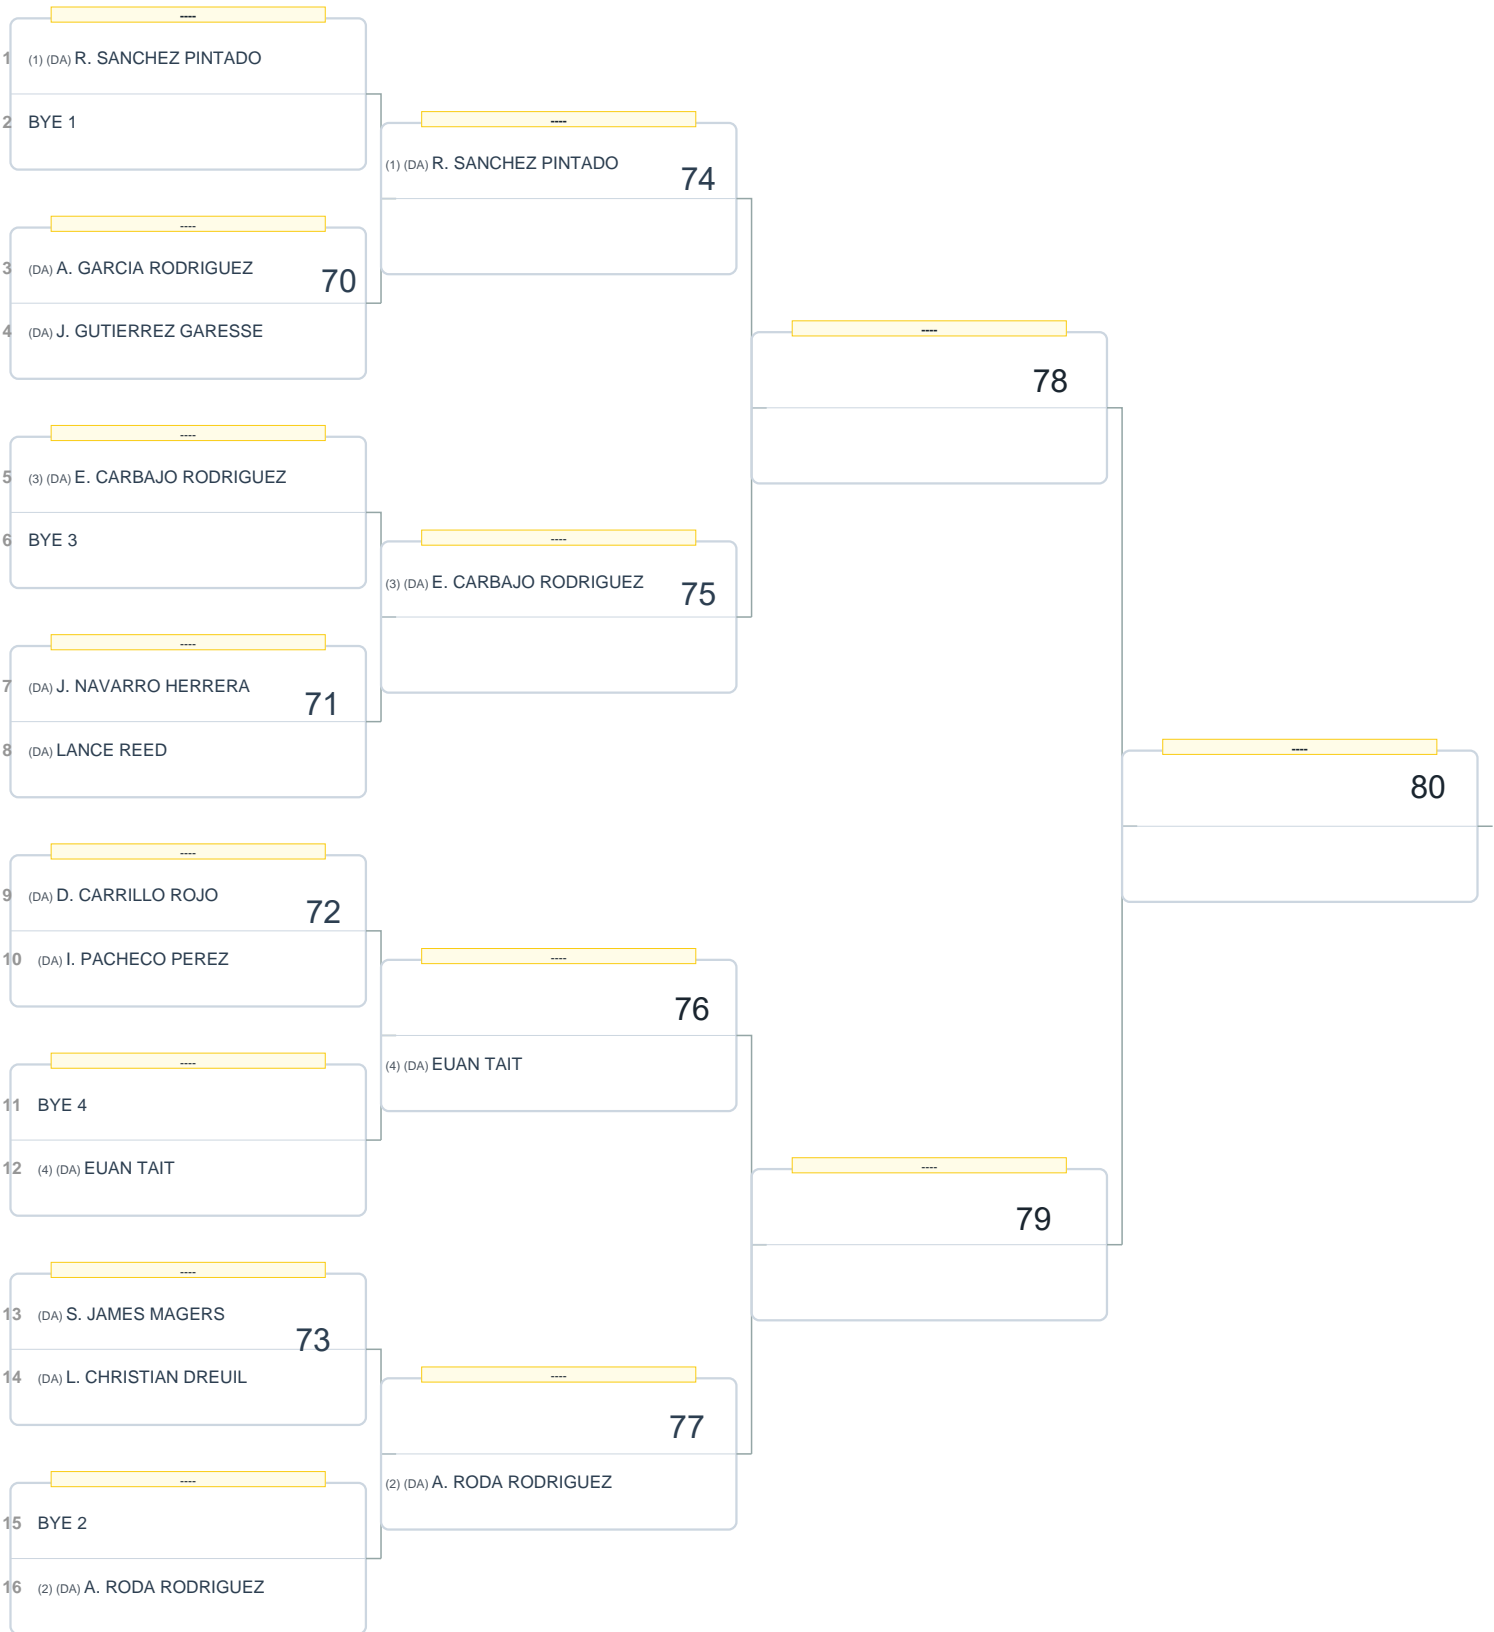 ----
1 (1) (DA) R. SANCHEZ PINTADO
2 BYE 1
----
3 (DA) A. GARCIA RODRIGUEZ 70
4 (DA) J. GUTIERREZ GARESSE
----
5 (3) (DA) E. CARBAJO RODRIGUEZ
6 BYE 3
----
7 (DA) J. NAVARRO HERRERA 71
8 (DA) LANCE REED
----
9 (DA) D. CARRILLO ROJO 72
10 (DA) I. PACHECO PEREZ
----
11 BYE 4
12 (4) (DA) EUAN TAIT
----
13 (DA) S. JAMES MAGERS 73
14 (DA) L. CHRISTIAN DREUIL
----
15 BYE 2
16 (2) (DA) A. RODA RODRIGUEZ
----
(1) (DA) R. SANCHEZ PINTADO 74
----
(3) (DA) E. CARBAJO RODRIGUEZ 75
----
76
(4) (DA) EUAN TAIT
----
77
(2) (DA) A. RODA RODRIGUEZ
----
78
----
79
----
80